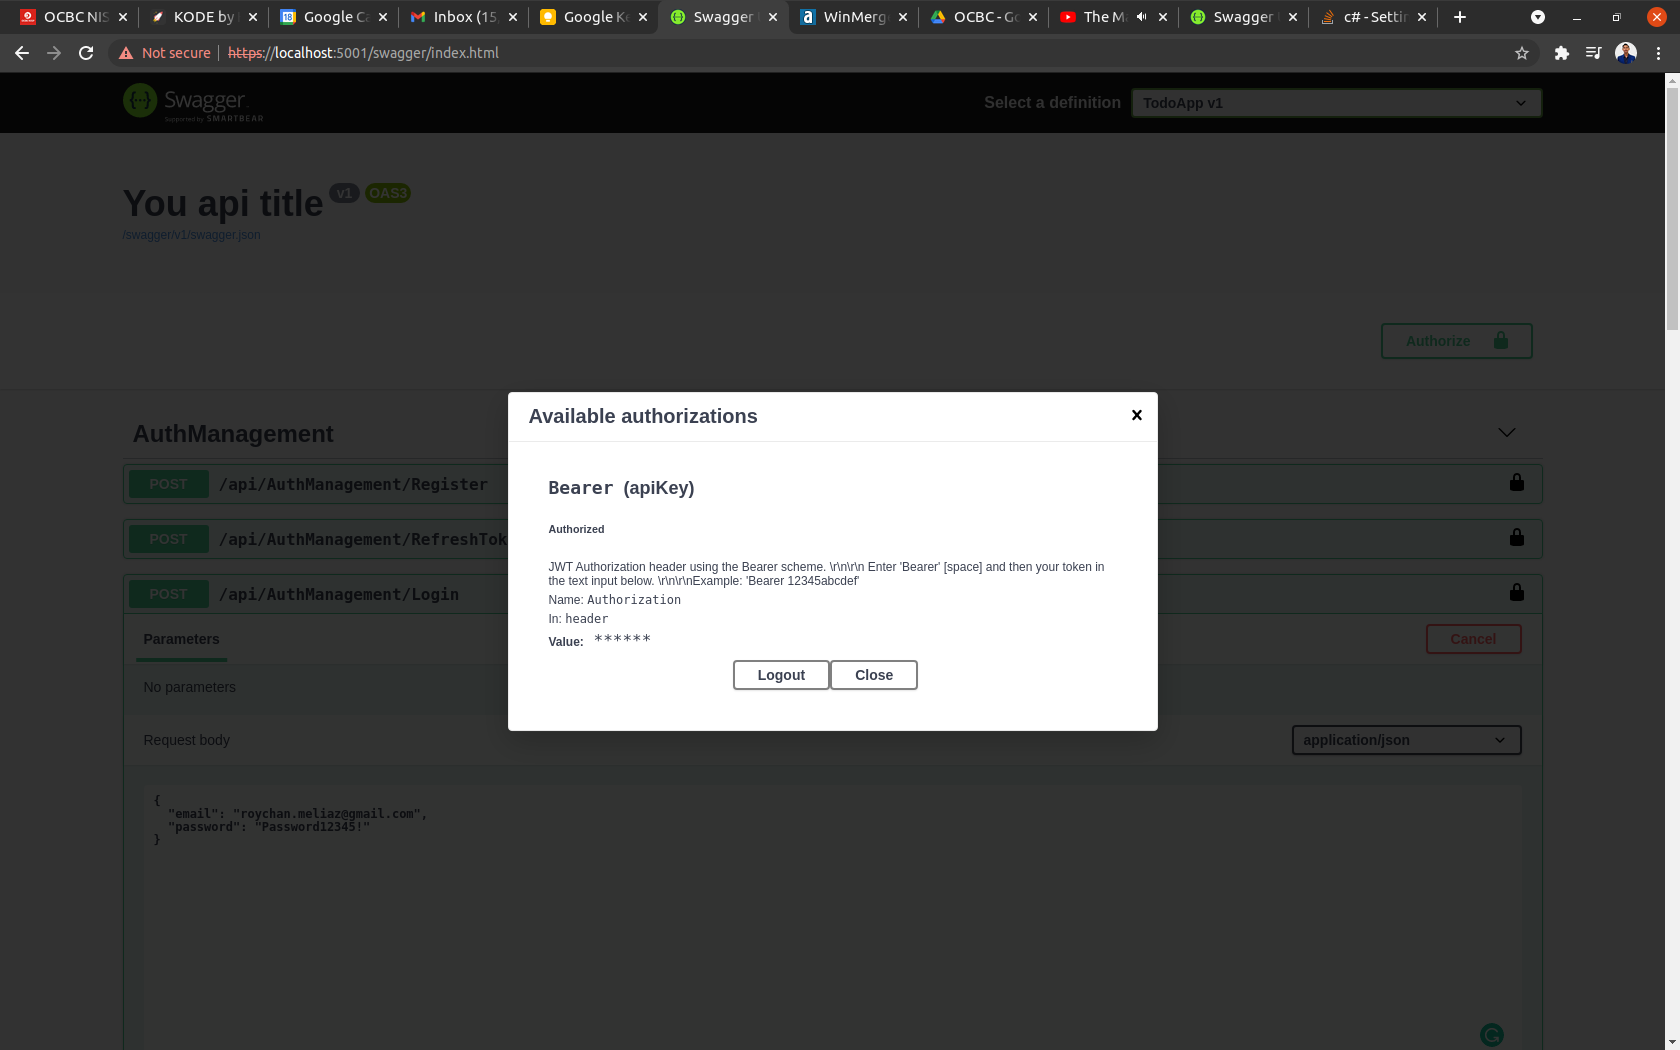 OCBC NIS
KODE by
Google Ca
Inbox (15,
Google Ke
Swagger
WinMerg
OCBC - Go
The Ma
Swagger
c# - Settin
Not secure
https://localhost:5001/swagger/index.html
{···} Swagger.
Supported by SMARTBEAR
Select a definition
TodoApp v1
You api title v1 OAS3
/swagger/v1/swagger.json
Authorize
Available authorizations
AuthManagement
POST /api/AuthManagement/Register
POST /api/AuthManagement/RefreshTok
POST /api/AuthManagement/Login
Bearer (apiKey)
Authorized
JWT Authorization header using the Bearer scheme. \r\n\r\n Enter 'Bearer' [space] and then your token in
the text input below. \r\n\r\nExample: 'Bearer 12345abcdef'
Name: Authorization
In: header
Value: ******
Logout
Close
Parameters
Cancel
No parameters
Request body
application/json
{
"email": "roychan.meliaz@gmail.com",
"password": "Password12345!"
}